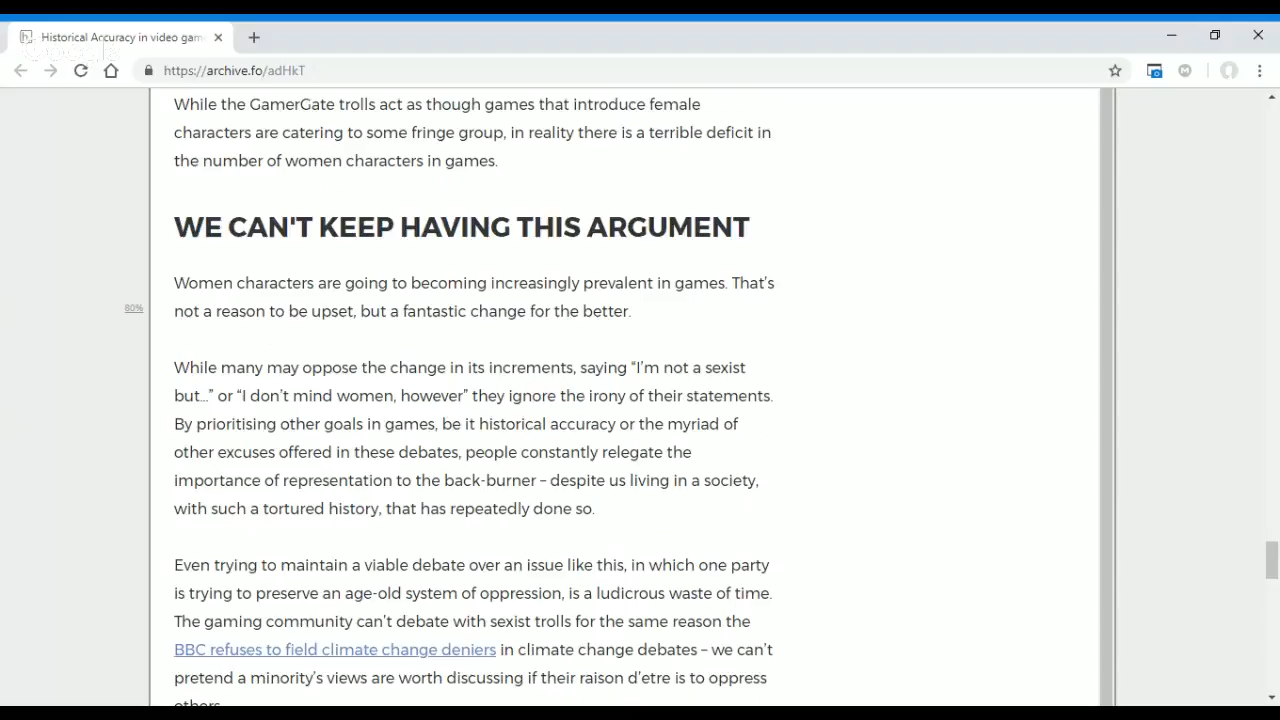 Historical Accuracy in video gam
https://archive.fo/adHkT
While the GamerGate trolls act as though games that introduce female
characters are catering to some fringe group, in reality there is a terrible deficit in
the number of women characters in games.
WE CAN'T KEEP HAVING THIS ARGUMENT
Women characters are going to becoming increasingly prevalent in games. That's
not a reason to be upset, but a fantastic change for the better.
80%
While many may oppose the change in its increments, saying “I'm not a sexist
but...” or “I don't mind women, however” they ignore the irony of their statements.
By prioritising other goals in games, be it historical accuracy or the myriad of
other excuses offered in these debates, people constantly relegate the
importance of representation to the back-burner – despite us living in a society,
with such a tortured history, that has repeatedly done so.
Even trying to maintain a viable debate over an issue like this, in which one party
is trying to preserve an age-old system of oppression, is a ludicrous waste of time.
The gaming community can't debate with sexist trolls for the same reason the
BBC refuses to field climate change deniers in climate change debates – we can't
pretend a minority's views are worth discussing if their raison d'etre is to oppress
others